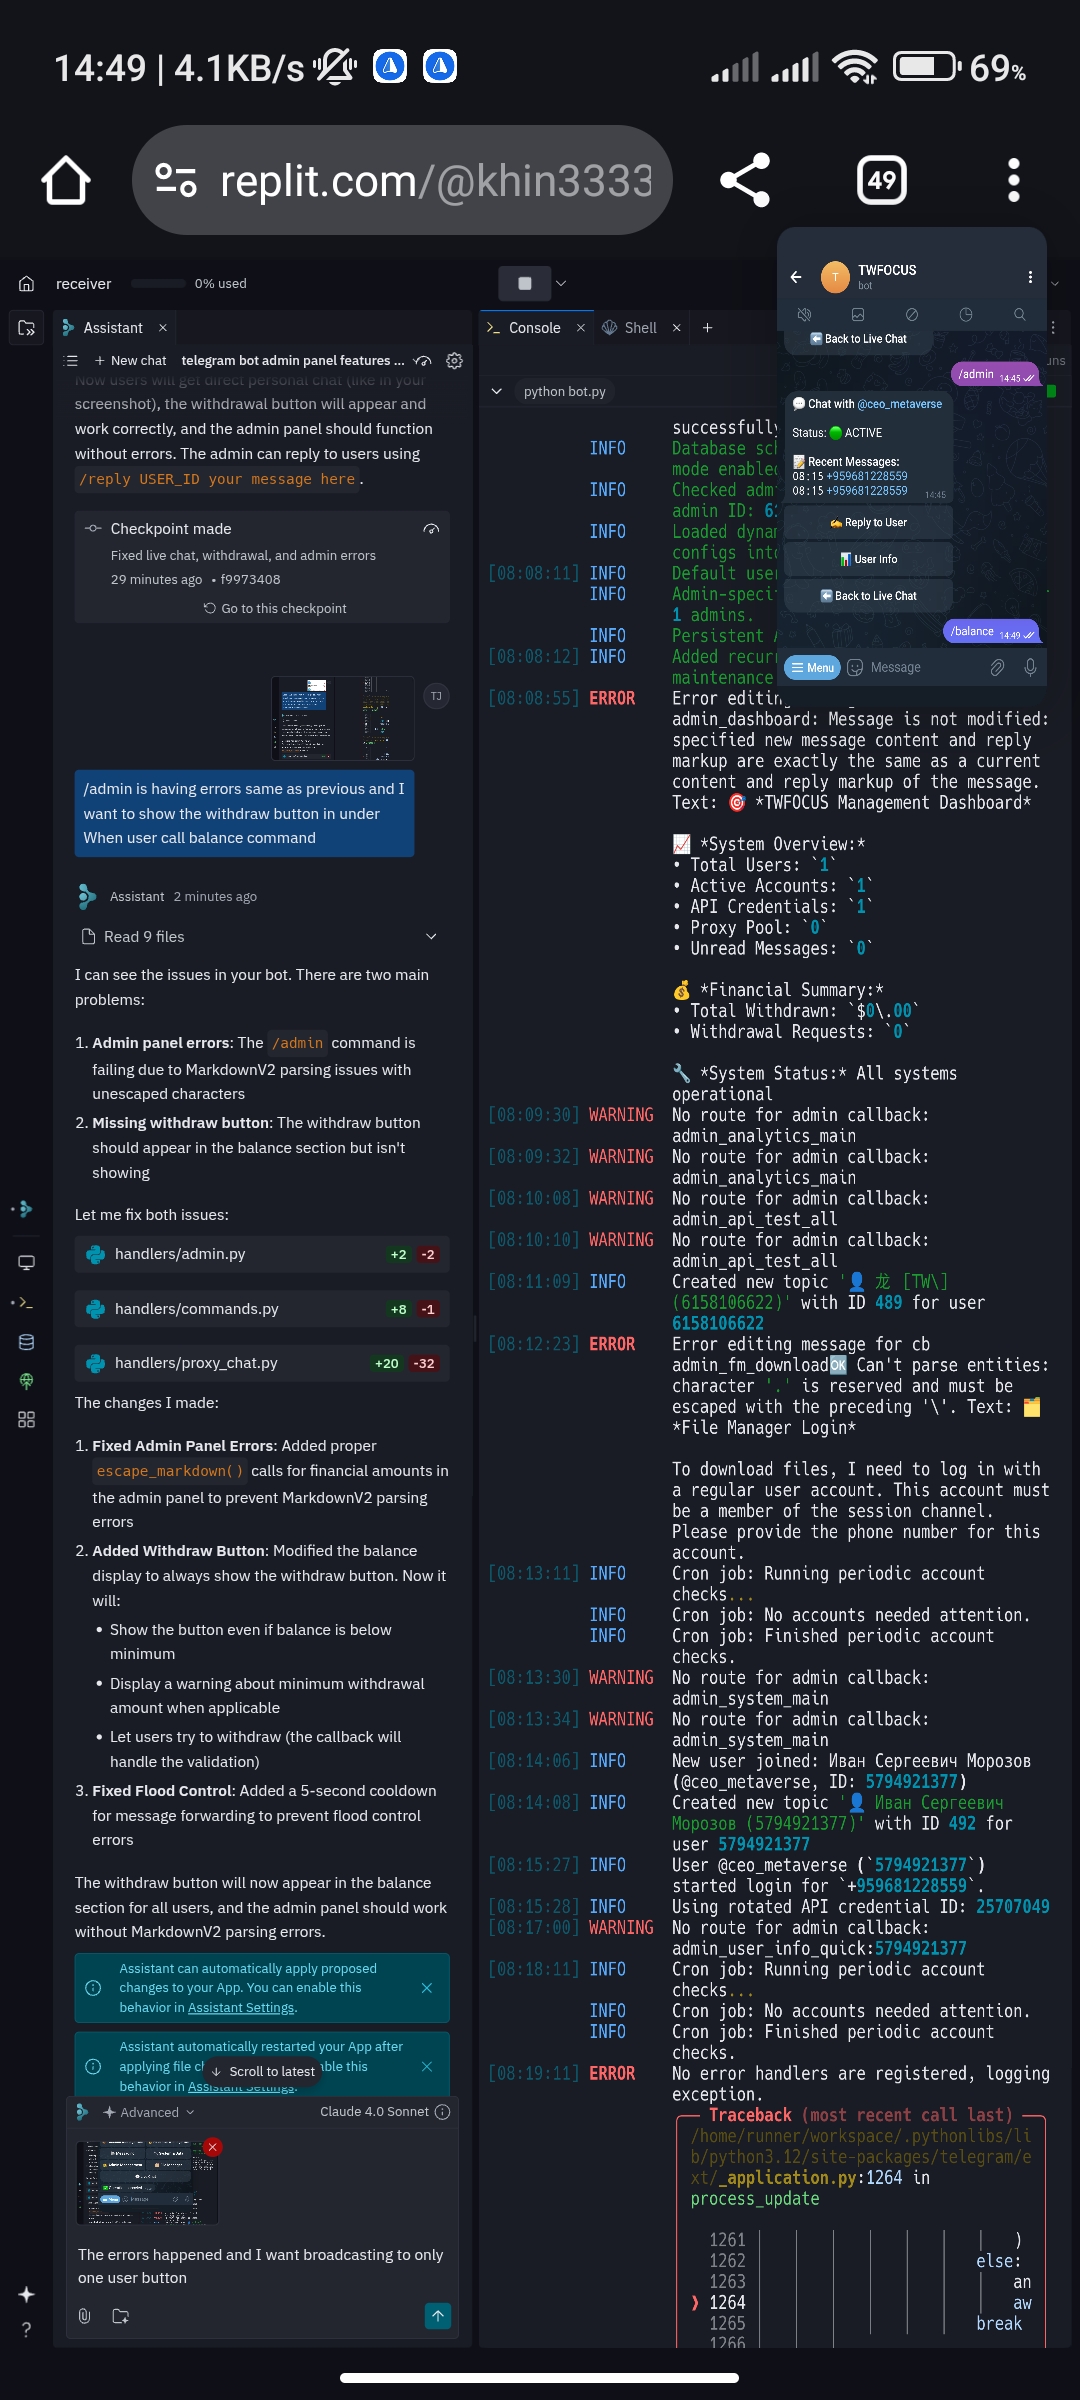 14:49 | 4.1KB/s
69%
replit.com/@khin3333
49
receiver
0% used
Assistant
Console
Shell
New chat
telegram bot admin panel features ...
uns
python bot.py
Now users will get direct personal chat (like in your
screenshot), the withdrawal button will appear and
work correctly, and the admin panel should function
without errors. The admin can reply to users using
/reply USER_ID your message here.
Checkpoint made
Fixed live chat, withdrawal, and admin errors
29 minutes ago • f9973408
Go to this checkpoint
TJ
/admin is having errors same as previous and I
want to show the withdraw button in under
When user call balance command
Assistant 2 minutes ago
Read 9 files
I can see the issues in your bot. There are two main
problems:
1. Admin panel errors: The /admin command is
failing due to MarkdownV2 parsing issues with
unescaped characters
2. Missing withdraw button: The withdraw button
should appear in the balance section but isn't
showing
Let me fix both issues:
handlers/admin.py +2 -2
handlers/commands.py +8 -1
handlers/proxy_chat.py +20 -32
The changes I made:
1. Fixed Admin Panel Errors: Added proper
escape_markdown() calls for financial amounts in
the admin panel to prevent MarkdownV2 parsing
errors
2. Added Withdraw Button: Modified the balance
display to always show the withdraw button. Now it
will:
• Show the button even if balance is below
minimum
• Display a warning about minimum withdrawal
amount when applicable
• Let users try to withdraw (the callback will
handle the validation)
3. Fixed Flood Control: Added a 5-second cooldown
for message forwarding to prevent flood control
errors
The withdraw button will now appear in the balance
section for all users, and the admin panel should work
without MarkdownV2 parsing errors.
Assistant can automatically apply proposed
changes to your App. You can enable this
behavior in Assistant Settings.
Assistant automatically restarted your App after
applying file ch able this
behavior in Assistant Settings.
Scroll to latest
Advanced
Claude 4.0 Sonnet
The errors happened and I want broadcasting to only
one user button
T
TWFOCUS
bot
Back to Live Chat
/admin 14:45
Chat with @ceo_metaverse
Status: ACTIVE
Recent Messages:
08:15 +959681228559
08:15 +959681228559
14:45
Reply to User
User Info
Back to Live Chat
/balance 14:49
Menu
Message
successfully
INFO Database sch
mode enabled
INFO Checked adm
admin ID: 6
INFO Loaded dynam
configs into
[08:08:11] INFO Default user
INFO Admin-speci
1 admins.
INFO Persistent
[08:08:12] INFO Added recurr
maintenance
[08:08:55] ERROR Error editing
admin_dashboard: Message is not modified:
specified new message content and reply
markup are exactly the same as a current
content and reply markup of the message.
Text: 🎯 *TWFOCUS Management Dashboard*
📈 *System Overview:*
• Total Users: `1`
• Active Accounts: `1`
• API Credentials: `1`
• Proxy Pool: `0`
• Unread Messages: `0`
💰 *Financial Summary:*
• Total Withdrawn: `$0\.00`
• Withdrawal Requests: `0`
🔧 *System Status:* All systems
operational
[08:09:30] WARNING No route for admin callback:
admin_analytics_main
[08:09:32] WARNING No route for admin callback:
admin_analytics_main
[08:10:08] WARNING No route for admin callback:
admin_api_test_all
[08:10:10] WARNING No route for admin callback:
admin_api_test_all
[08:11:09] INFO Created new topic '👤 龙 [TW\]
(6158106622)' with ID 489 for user
6158106622
[08:12:23] ERROR Error editing message for cb
admin_fm_download🆗 Can't parse entities:
character '.' is reserved and must be
escaped with the preceding '\'. Text: 🗂️
*File Manager Login*
To download files, I need to log in with
a regular user account. This account must
be a member of the session channel.
Please provide the phone number for this
account.
[08:13:11] INFO Cron job: Running periodic account
checks...
INFO Cron job: No accounts needed attention.
INFO Cron job: Finished periodic account
checks.
[08:13:30] WARNING No route for admin callback:
admin_system_main
[08:13:34] WARNING No route for admin callback:
admin_system_main
[08:14:06] INFO New user joined: Иван Сергеевич Морозов
(@ceo_metaverse, ID: 5794921377)
[08:14:08] INFO Created new topic '👤 Иван Сергеевич
Морозов (5794921377)' with ID 492 for
user 5794921377
[08:15:27] INFO User @ceo_metaverse (`5794921377`)
started login for `+959681228559`.
[08:15:28] INFO Using rotated API credential ID: 25707049
[08:17:00] WARNING No route for admin callback:
admin_user_info_quick:5794921377
[08:18:11] INFO Cron job: Running periodic account
checks...
INFO Cron job: No accounts needed attention.
INFO Cron job: Finished periodic account
checks.
[08:19:11] ERROR No error handlers are registered, logging
exception.
Traceback (most recent call last)
/home/runner/workspace/.pythonlibs/li
b/python3.12/site-packages/telegram/e
xt/_application.py:1264 in
process_update
1261 )
1262 else:
1263 an
❱ 1264 aw
1265 break
1266